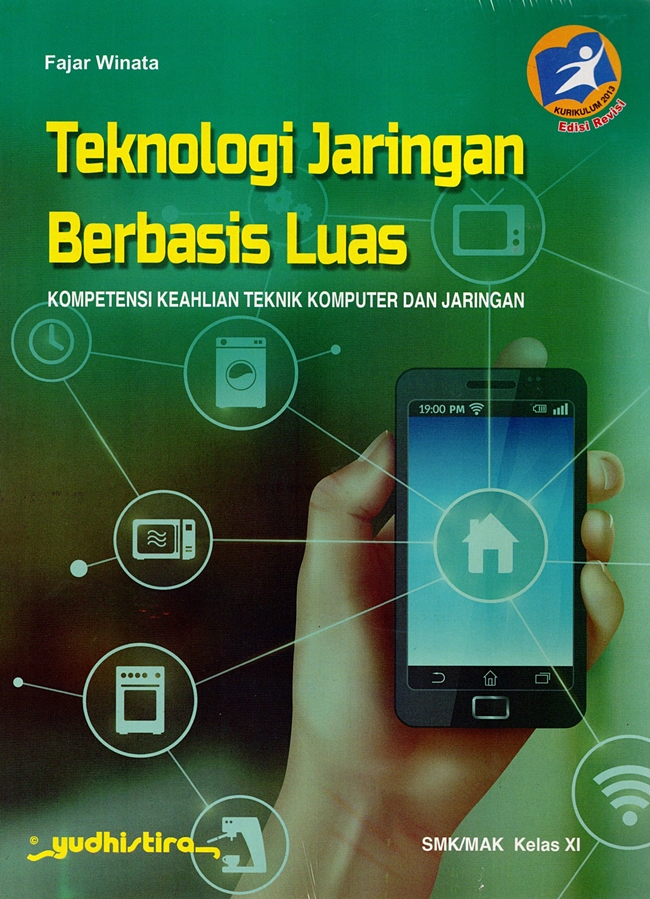 Fajar Winata
KURIKULUM 2013
Edisi Revisi
Teknologi Jaringan
Berbasis Luas
KOMPETENSI KEAHLIAN TEKNIK KOMPUTER DAN JARINGAN
19:00 PM
© yudhistira
SMK/MAK Kelas XI